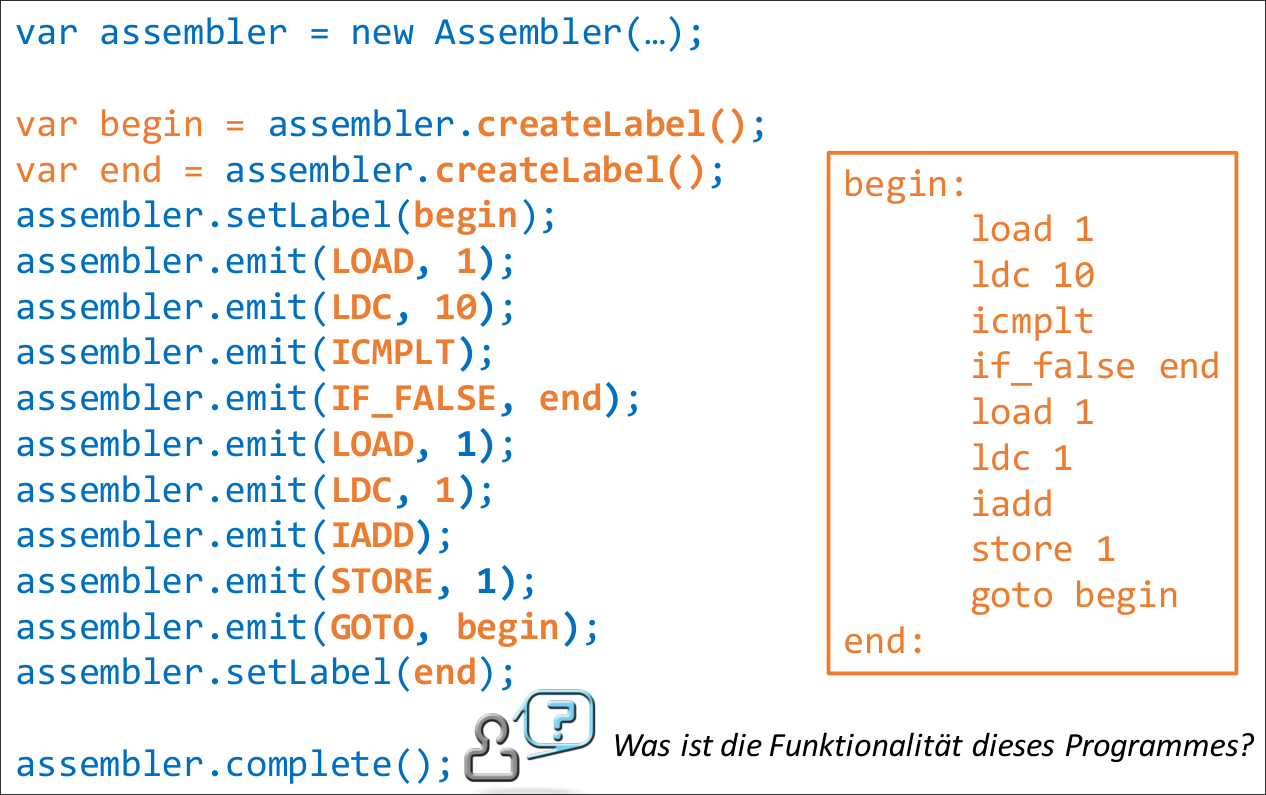 var assembler = new Assembler(…);
var begin = assembler.createLabel();
var end = assembler.createLabel();
assembler.setLabel(begin);
assembler.emit(LOAD, 1);
assembler.emit(LDC, 10);
assembler.emit(ICMPLT);
assembler.emit(IF_FALSE, end);
assembler.emit(LOAD, 1);
assembler.emit(LDC, 1);
assembler.emit(IADD);
assembler.emit(STORE, 1);
assembler.emit(GOTO, begin);
assembler.setLabel(end);
assembler.complete();
begin:
load 1
ldc 10
icmplt
if_false end
load 1
ldc 1
iadd
store 1
goto begin
end:
?
Was ist die Funktionalität dieses Programmes?